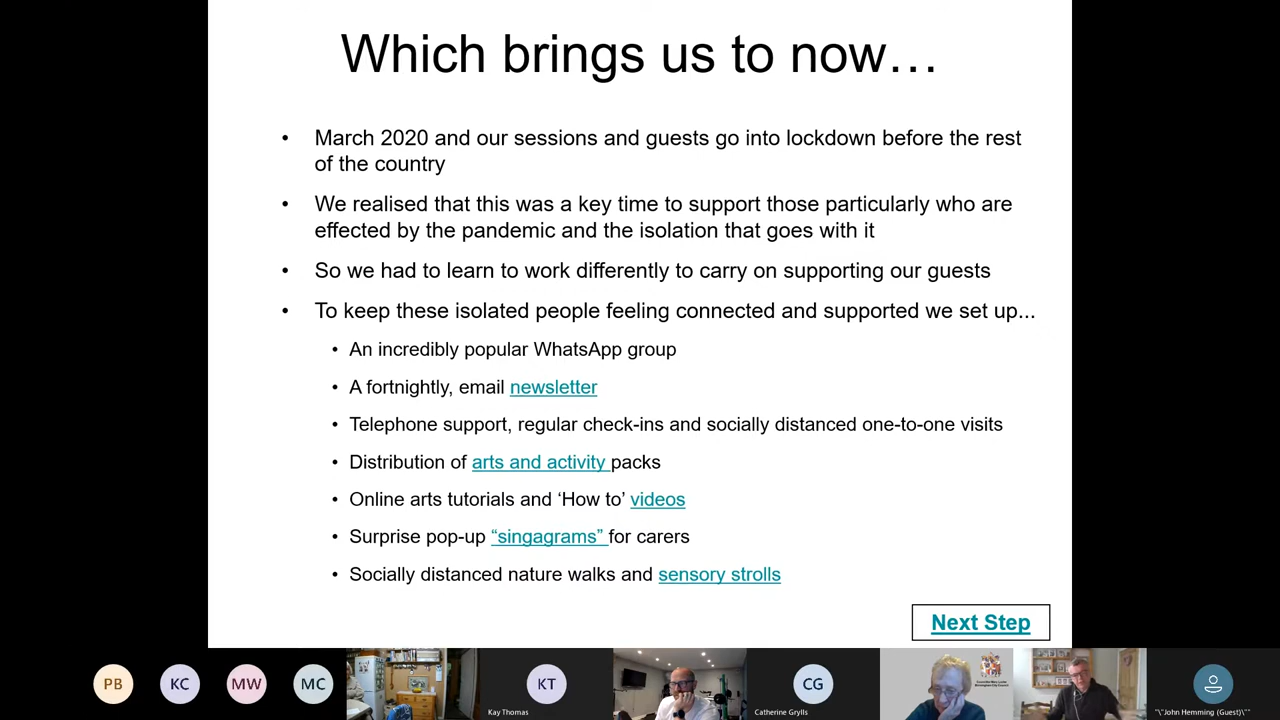 Which brings us to now…
• March 2020 and our sessions and guests go into lockdown before the rest
of the country
• We realised that this was a key time to support those particularly who are
effected by the pandemic and the isolation that goes with it
• So we had to learn to work differently to carry on supporting our guests
• To keep these isolated people feeling connected and supported we set up...
• An incredibly popular WhatsApp group
• A fortnightly, email newsletter
• Telephone support, regular check-ins and socially distanced one-to-one visits
• Distribution of arts and activity packs
• Online arts tutorials and ‘How to’ videos
• Surprise pop-up “singagrams” for carers
• Socially distanced nature walks and sensory strolls
Next Step
PB
KC
MW
MC
KT
Kay Thomas
CG
Catherine Grylls
"\"John Hemming (Guest)\""